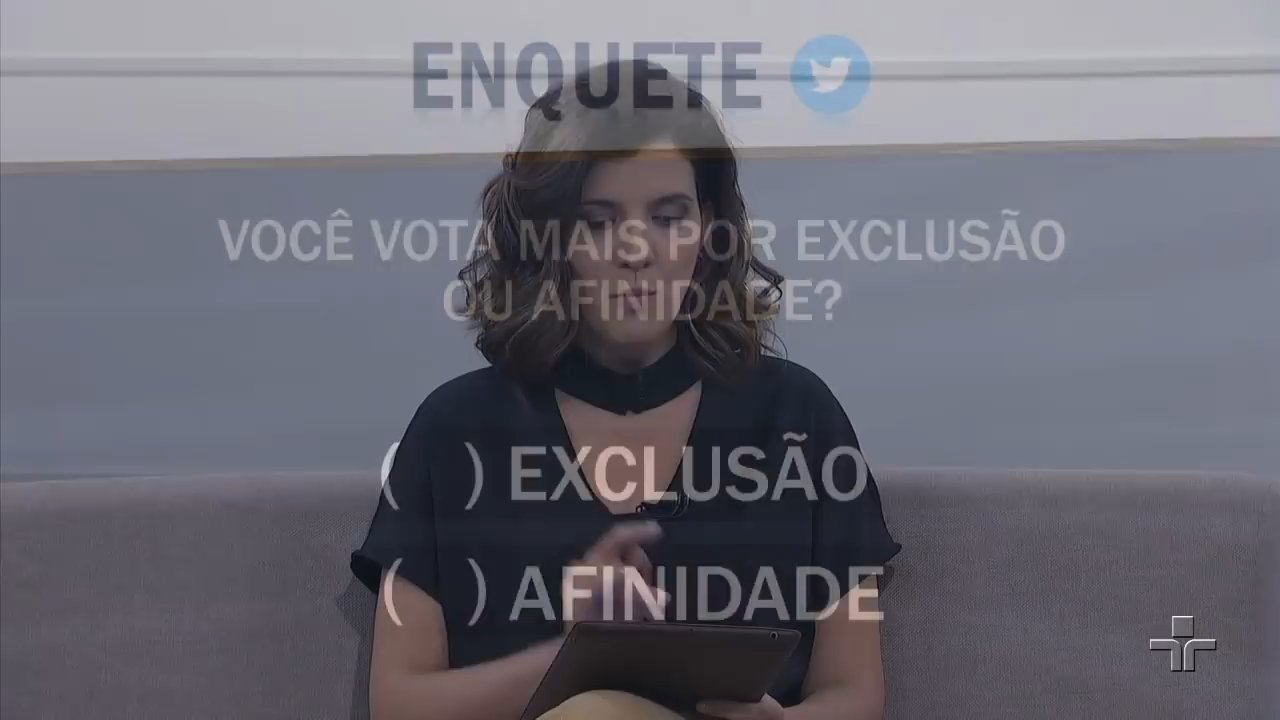 ENQUETE
VOCÊ VOTA MAIS POR EXCLUSÃO
OU AFINIDADE?
( ) EXCLUSÃO
( ) AFINIDADE